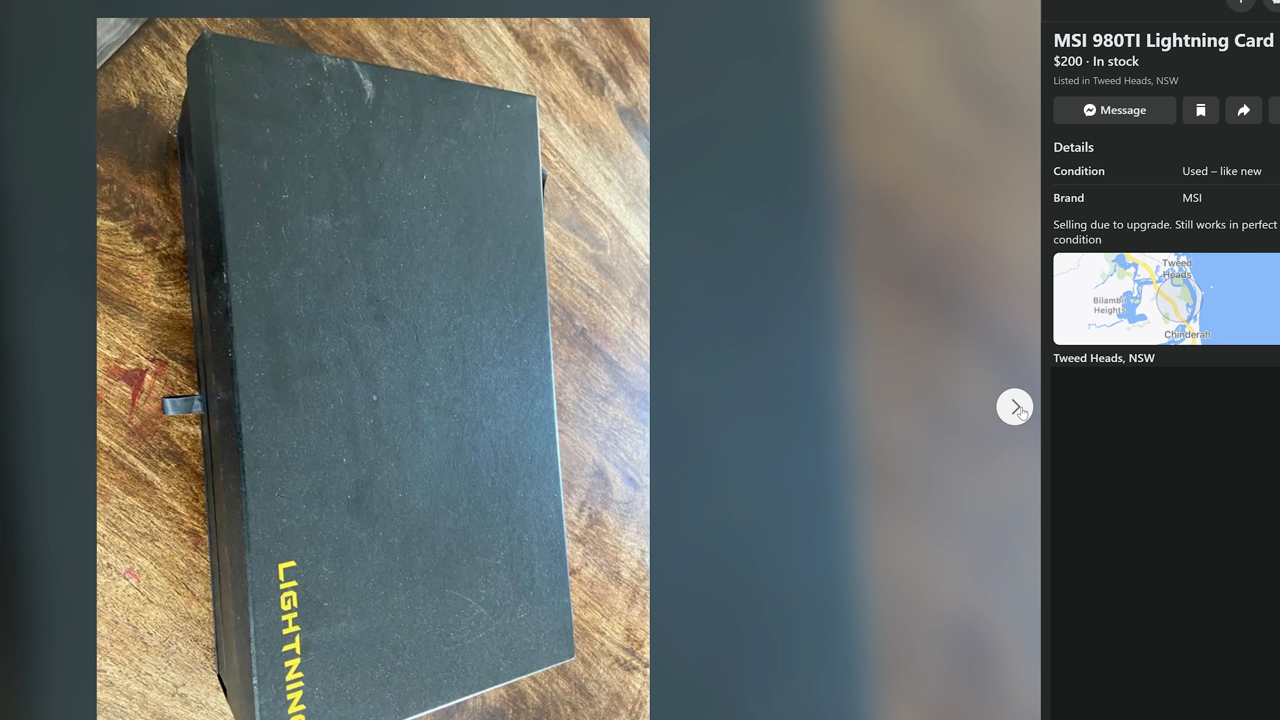 MSI 980TI Lightning Card
$200 · In stock
Listed in Tweed Heads, NSW
Message
Details
Condition Used – like new
Brand MSI
Selling due to upgrade. Still works in perfect
condition
Tweed
Heads
Bilambil
Heights
Chinderah
Tweed Heads, NSW
LIGHTNING